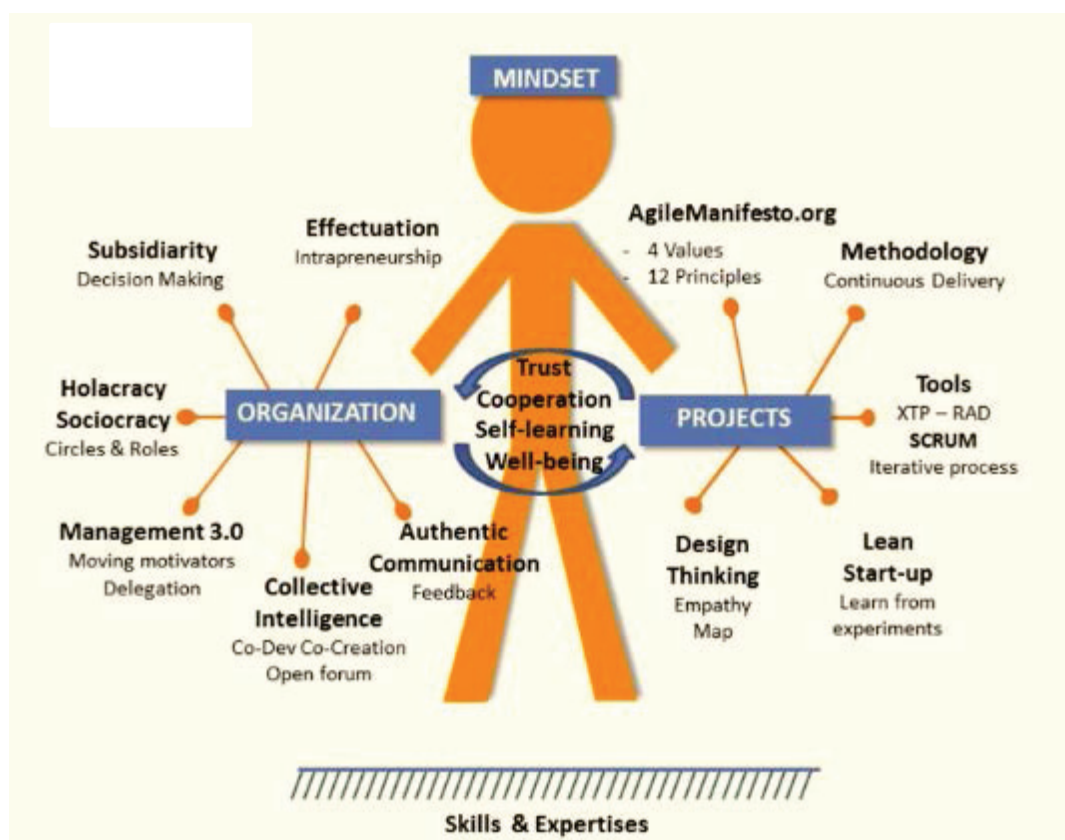 MINDSET
AgileManifesto.org
- 4 Values
- 12 Principles
Effectuation
Intrapreneurship
Subsidiarity
Decision Making
Methodology
Continuous Delivery
Holacracy
Sociocracy
Circles & Roles
ORGANIZATION
Trust
Cooperation
Self-learning
Well-being
PROJECTS
Tools
XTP – RAD
SCRUM
Iterative process
Management 3.0
Moving motivators
Delegation
Collective
Intelligence
Co-Dev Co-Creation
Open forum
Authentic
Communication
Feedback
Design
Thinking
Empathy
Map
Lean
Start-up
Learn from
experiments
Skills & Expertises